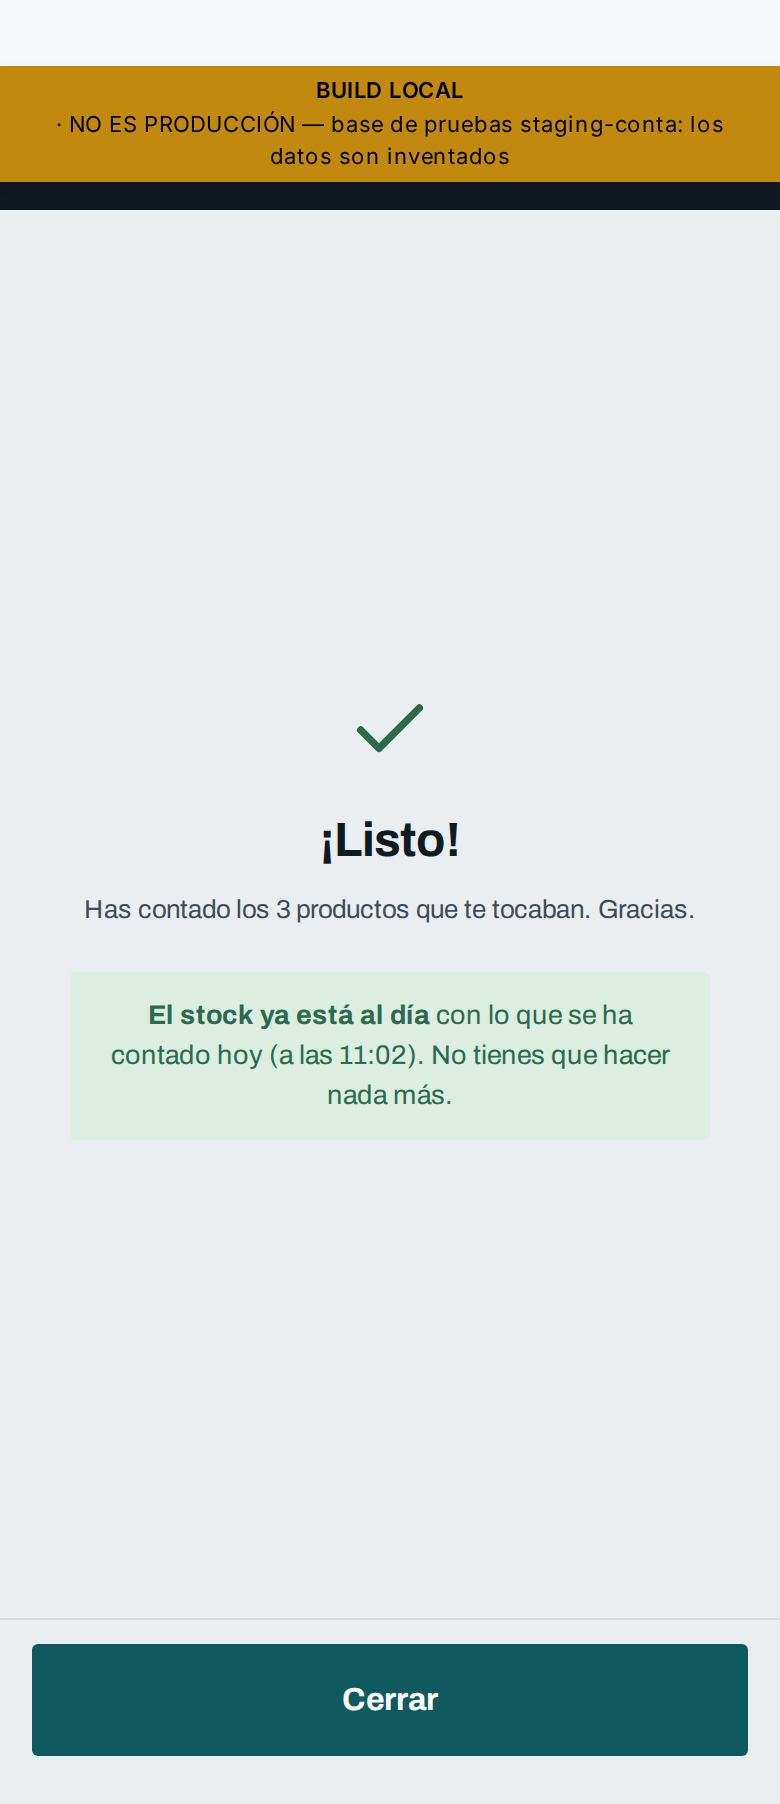 BUILD LOCAL
· NO ES PRODUCCIÓN — base de pruebas staging-conta: los
datos son inventados
¡Listo!
Has contado los 3 productos que te tocaban. Gracias.
El stock ya está al día con lo que se ha
contado hoy (a las 11:02). No tienes que hacer
nada más.
Cerrar